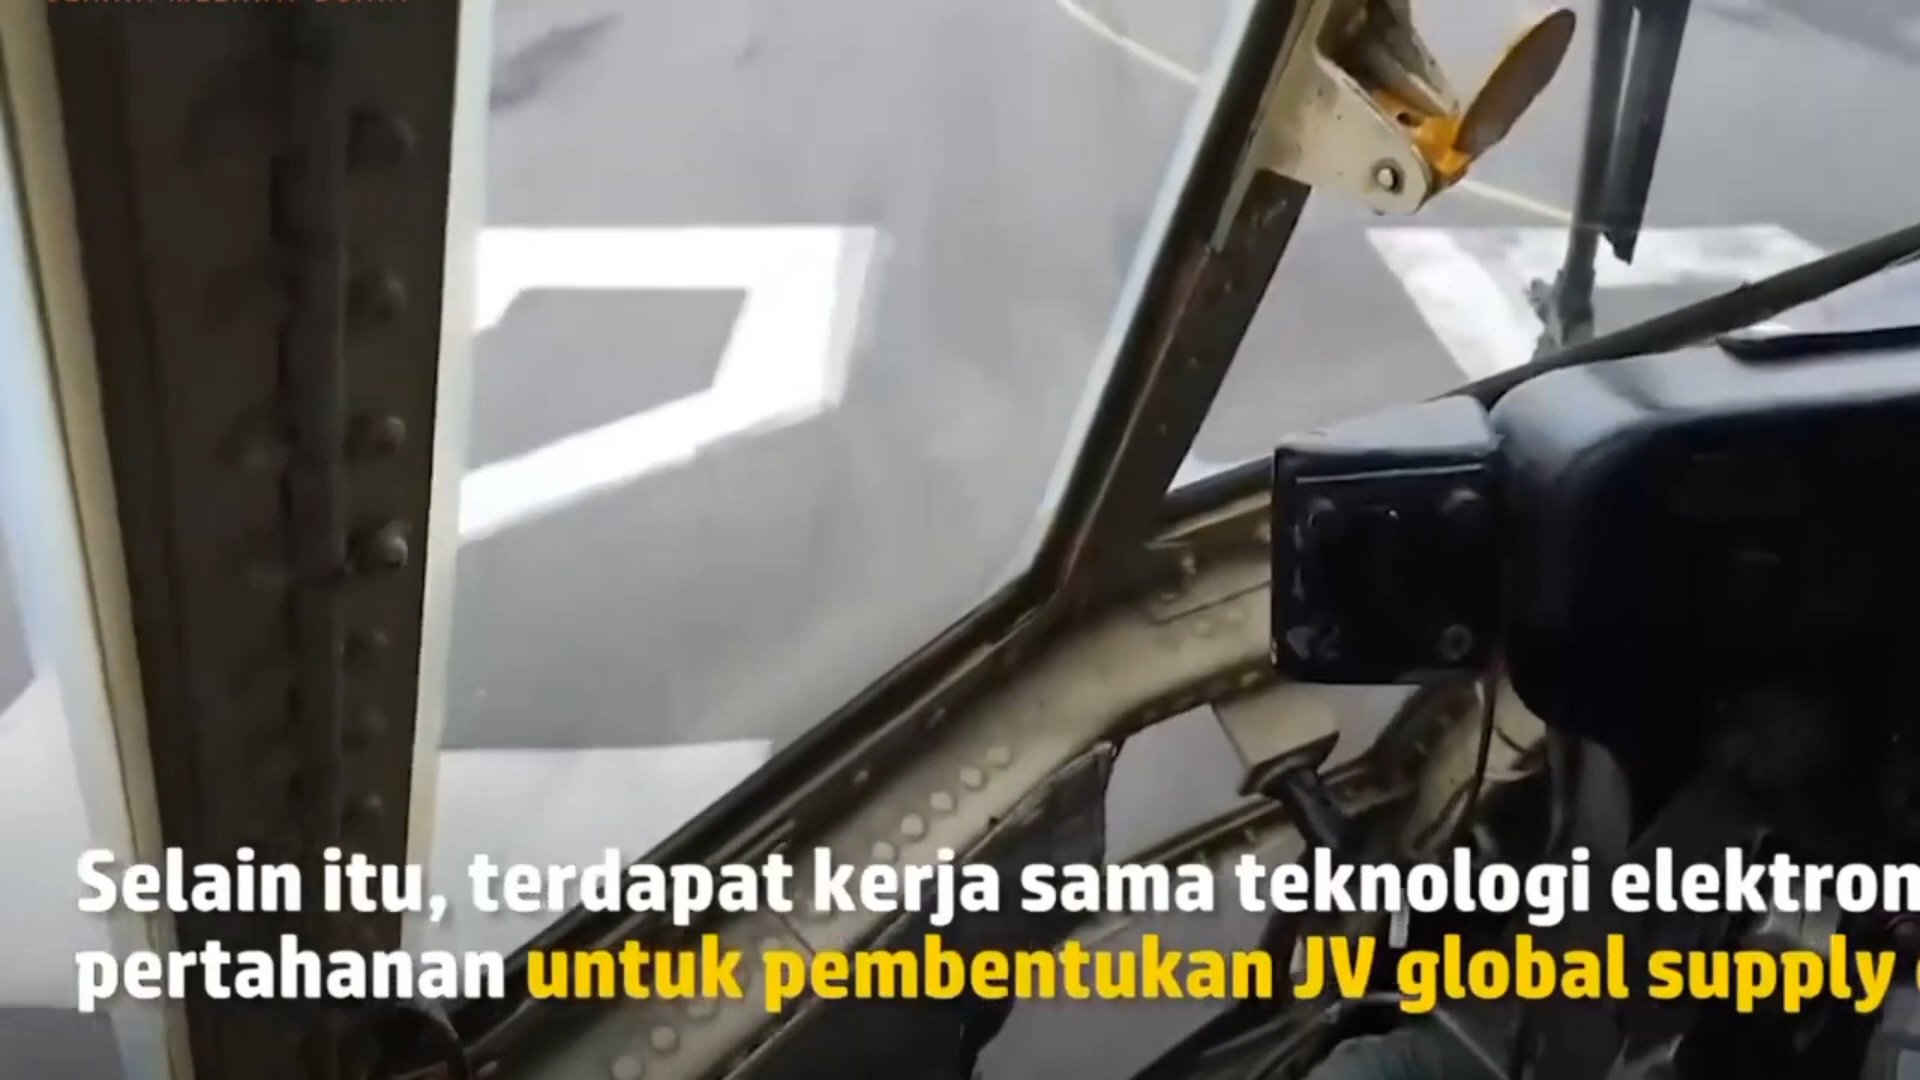 Selain itu, terdapat kerja sama teknologi elektron
pertahanan untuk pembentukan JV global supply